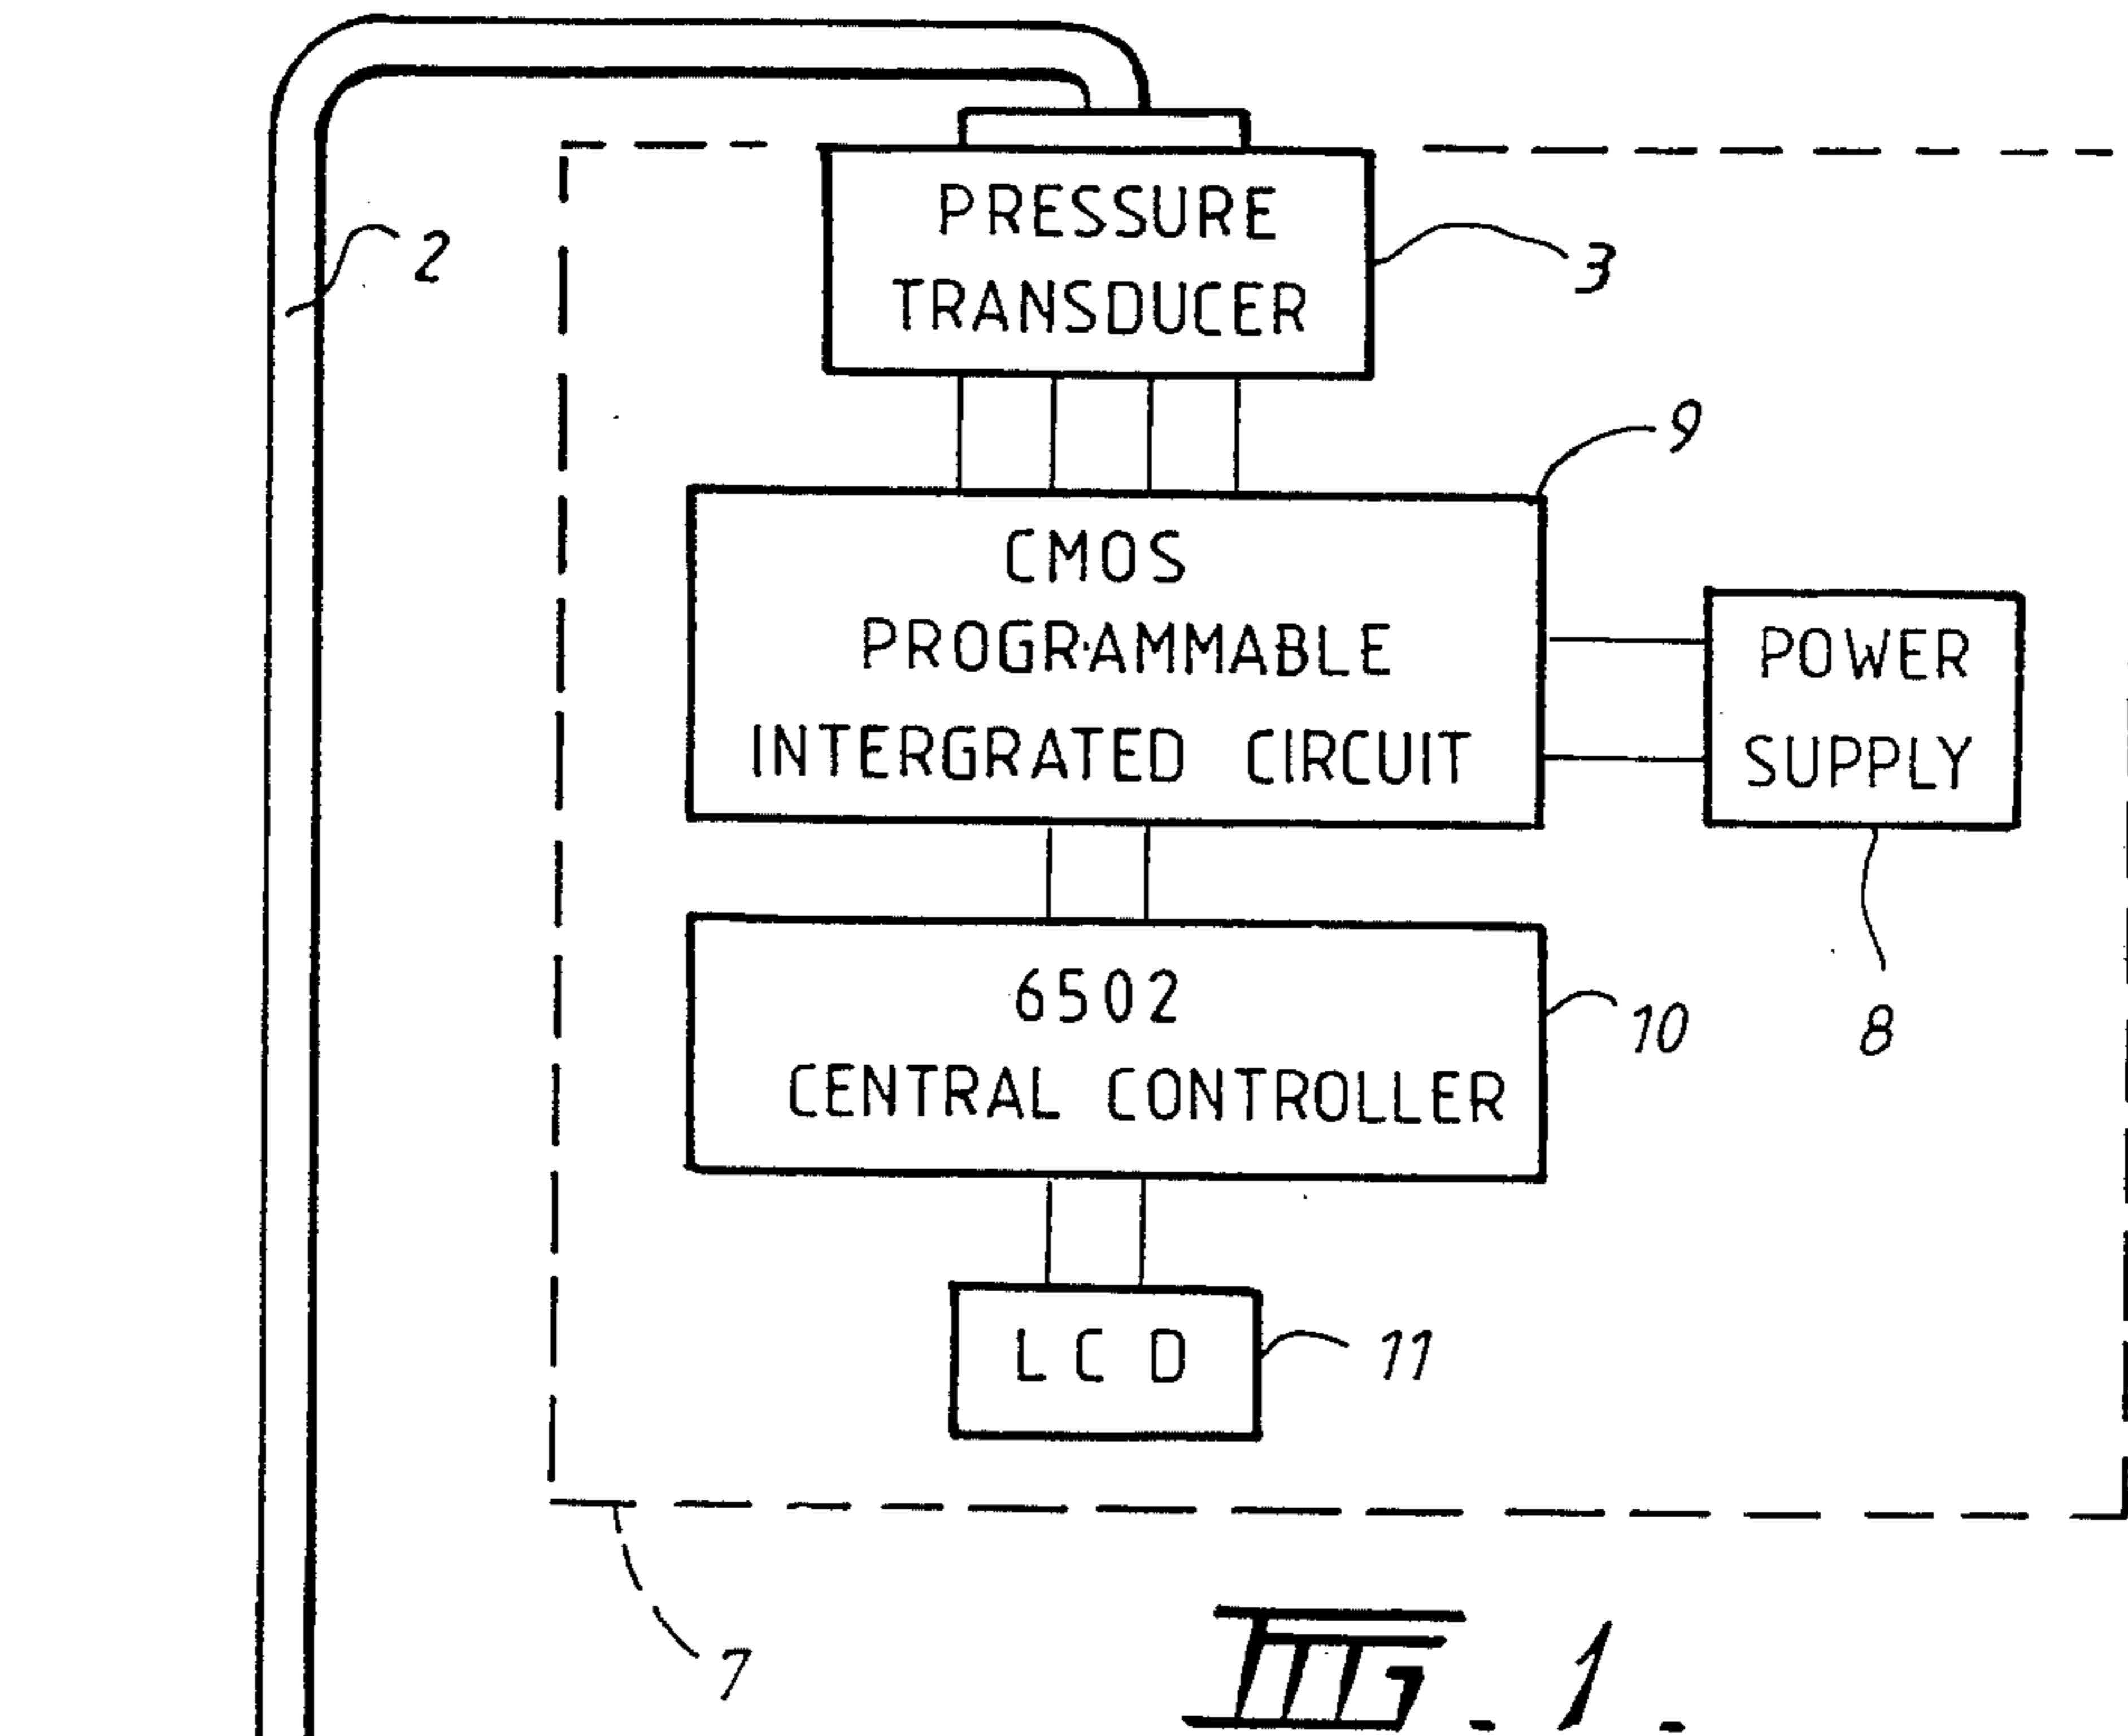 PRESSURE
TRANSDUCER
2
3
9
CMOS
PROGRAMMABLE
INTERGRATED CIRCUIT
POWER
SUPPLY
6502
CENTRAL CONTROLLER
10
8
LCD
11
7
FIG - 1 -